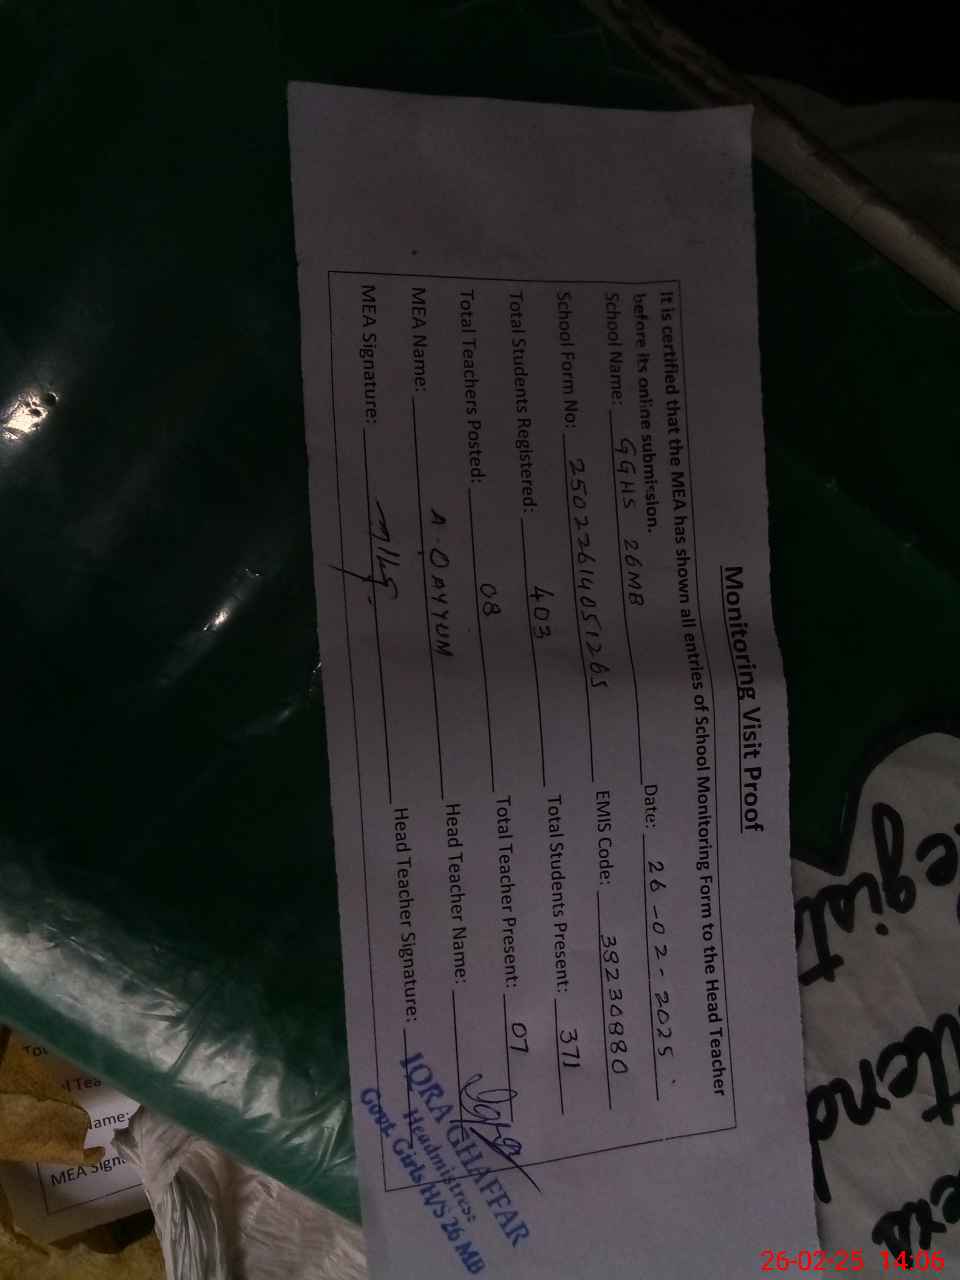 Monitoring Visit Proof
It is certified that the MEA has shown all entries of School Monitoring Form to the Head Teacher
before its online submission.
School Name: GGHS 26MB Date: 26-02-2025
School Form No: 25022614051265 EMIS Code: 38230880
Total Students Registered: 403 Total Students Present: 371
Total Teachers Posted: 08 Total Teacher Present: 07
MEA Name: A.QAYYUM Head Teacher Name:
MEA Signature: Head Teacher Signature:
IQRA GHAFFAR
Headmistress
Govt Girls H/S 26 MB
Tea
ame:
MEA Sign
26-02-25 14:06